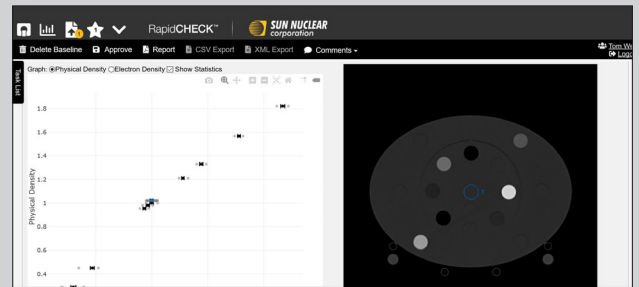 RapidCHECK™
SUN NUCLEAR
corporation
Delete Baseline Approve Report CSV Export XML Export Comments
Tom We
Logo
Task List
Graph: Physical Density Electron Density Show Statistics
1.8
1.6
1.4
1.2
1
0.8
0.6
0.4
Physical Density